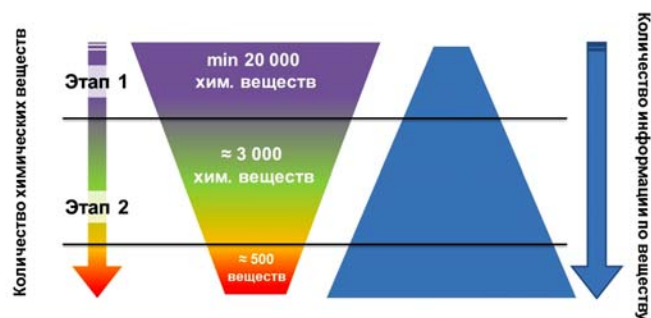 Количество химических веществ
Этап 1
Этап 2
min 20 000
хим. веществ
≈ 3 000
хим. веществ
≈ 500
веществ
Количество информации по веществу